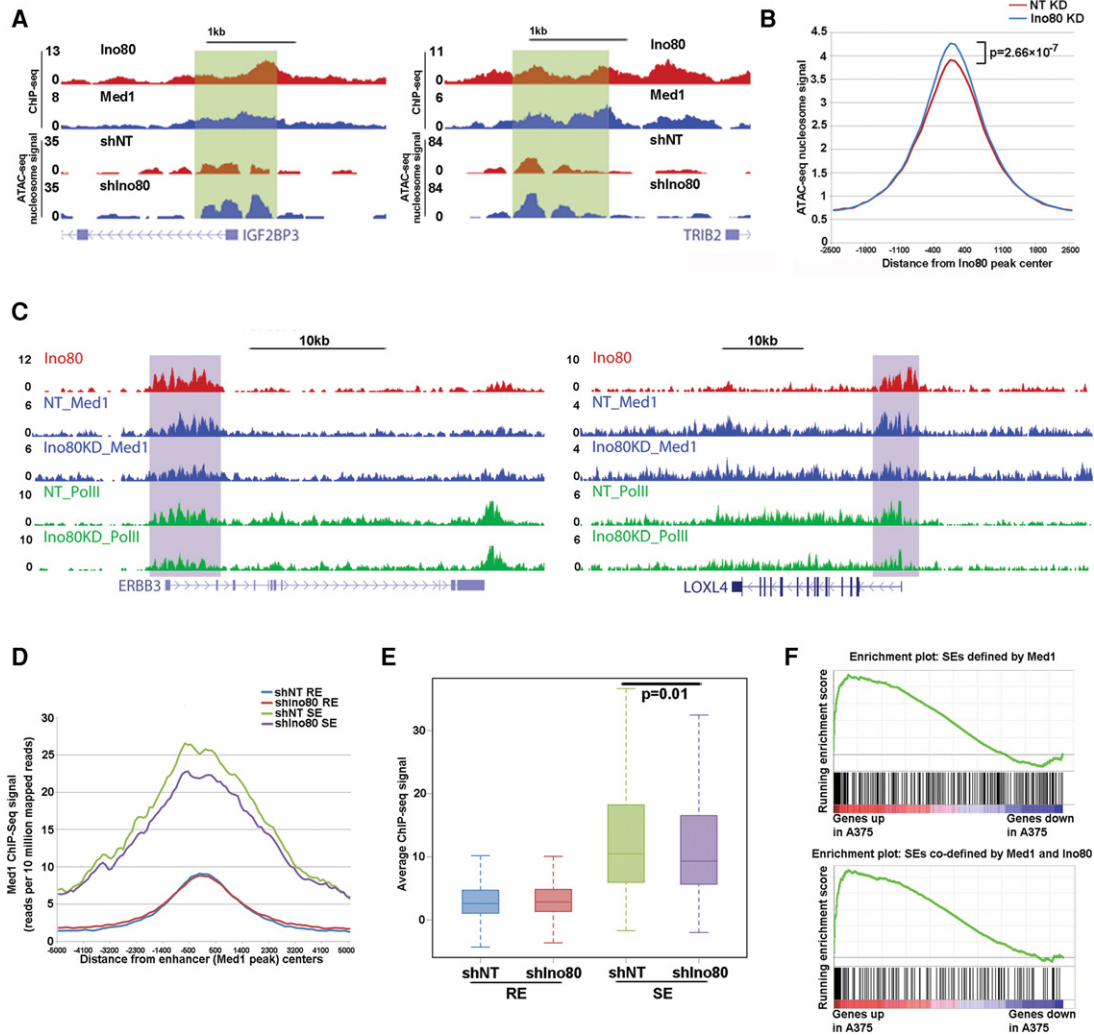 A
1kb
13
Ino80
0
8
Med1
0
ChIP-seq
35
shNT
0
35
shIno80
0
ATAC-seq
nucleosome signal
IGF2BP3
1kb
11
Ino80
0
6
Med1
0
ChIP-seq
84
shNT
0
84
shIno80
0
ATAC-seq
nucleosome signal
TRIB2
B
NT KD
Ino80 KD
4.5
4
3.5
3
2.5
2
1.5
1
0.5
0
p=2.66×10-7
ATAC-seq nucleosome signal
-2500 -1800 -1100 -400 400 1100 1800 2500
Distance from Ino80 peak center
C
10kb
12
Ino80
0
6
NT_Med1
0
6
Ino80KD_Med1
0
10
NT_PolII
0
10
Ino80KD_PolII
0
ERBB3
10kb
10
Ino80
0
4
NT_Med1
0
4
Ino80KD_Med1
0
6
NT_PolII
0
6
Ino80KD_PolII
0
LOXL4
D
shNT RE
shIno80 RE
shNT SE
shIno80 SE
30
25
20
15
10
5
0
Med1 ChIP-Seq signal
(reads per 10 million mapped reads)
-5000 -4100 -3200 -2300 -1400 -500 500 1400 2300 3200 4100 5000
Distance from enhancer (Med1 peak) centers
E
p=0.01
30
20
10
0
Average ChIP-seq signal
shNT shIno80 shNT shIno80
RE SE
F
Enrichment plot: SEs defined by Med1
Running enrichment score
Genes up
in A375
Genes down
in A375
Enrichment plot: SEs co-defined by Med1 and Ino80
Running enrichment score
Genes up
in A375
Genes down
in A375